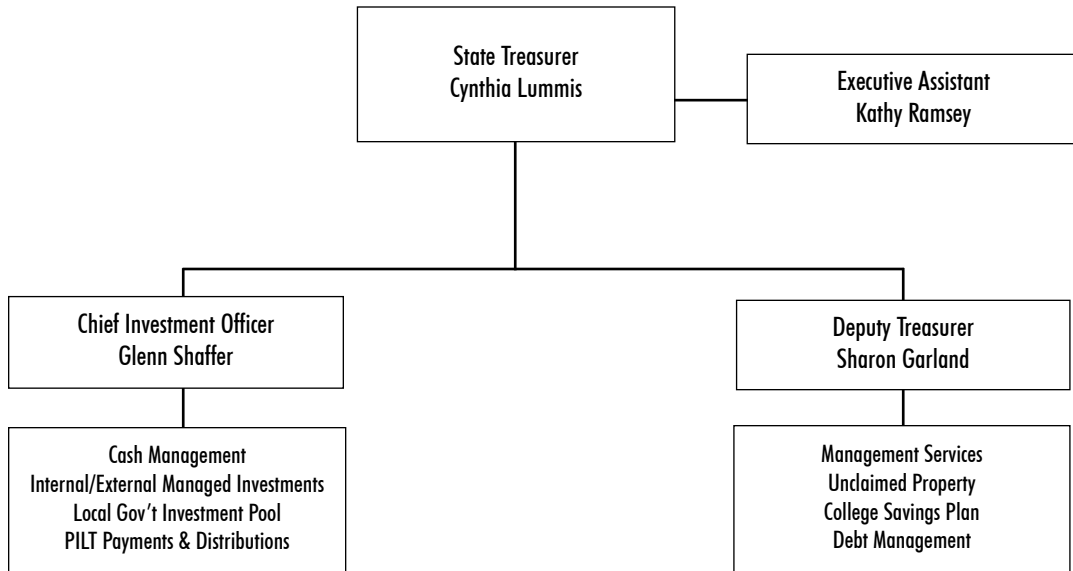 State Treasurer
Cynthia Lummis
Executive Assistant
Kathy Ramsey
Chief Investment Officer
Glenn Shaffer
Deputy Treasurer
Sharon Garland
Cash Management
Internal/External Managed Investments
Local Gov’t Investment Pool
PILT Payments & Distributions
Management Services
Unclaimed Property
College Savings Plan
Debt Management